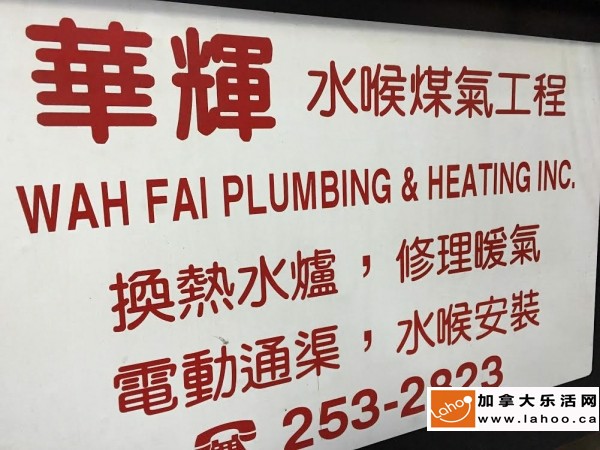 華輝 水喉煤氣工程
WAH FAI PLUMBING & HEATING INC.
換熱水爐，修理暖氣
電動通渠，水喉安裝
☎ 253-2823
Lahoo 加拿大乐活网
www.lahoo.ca